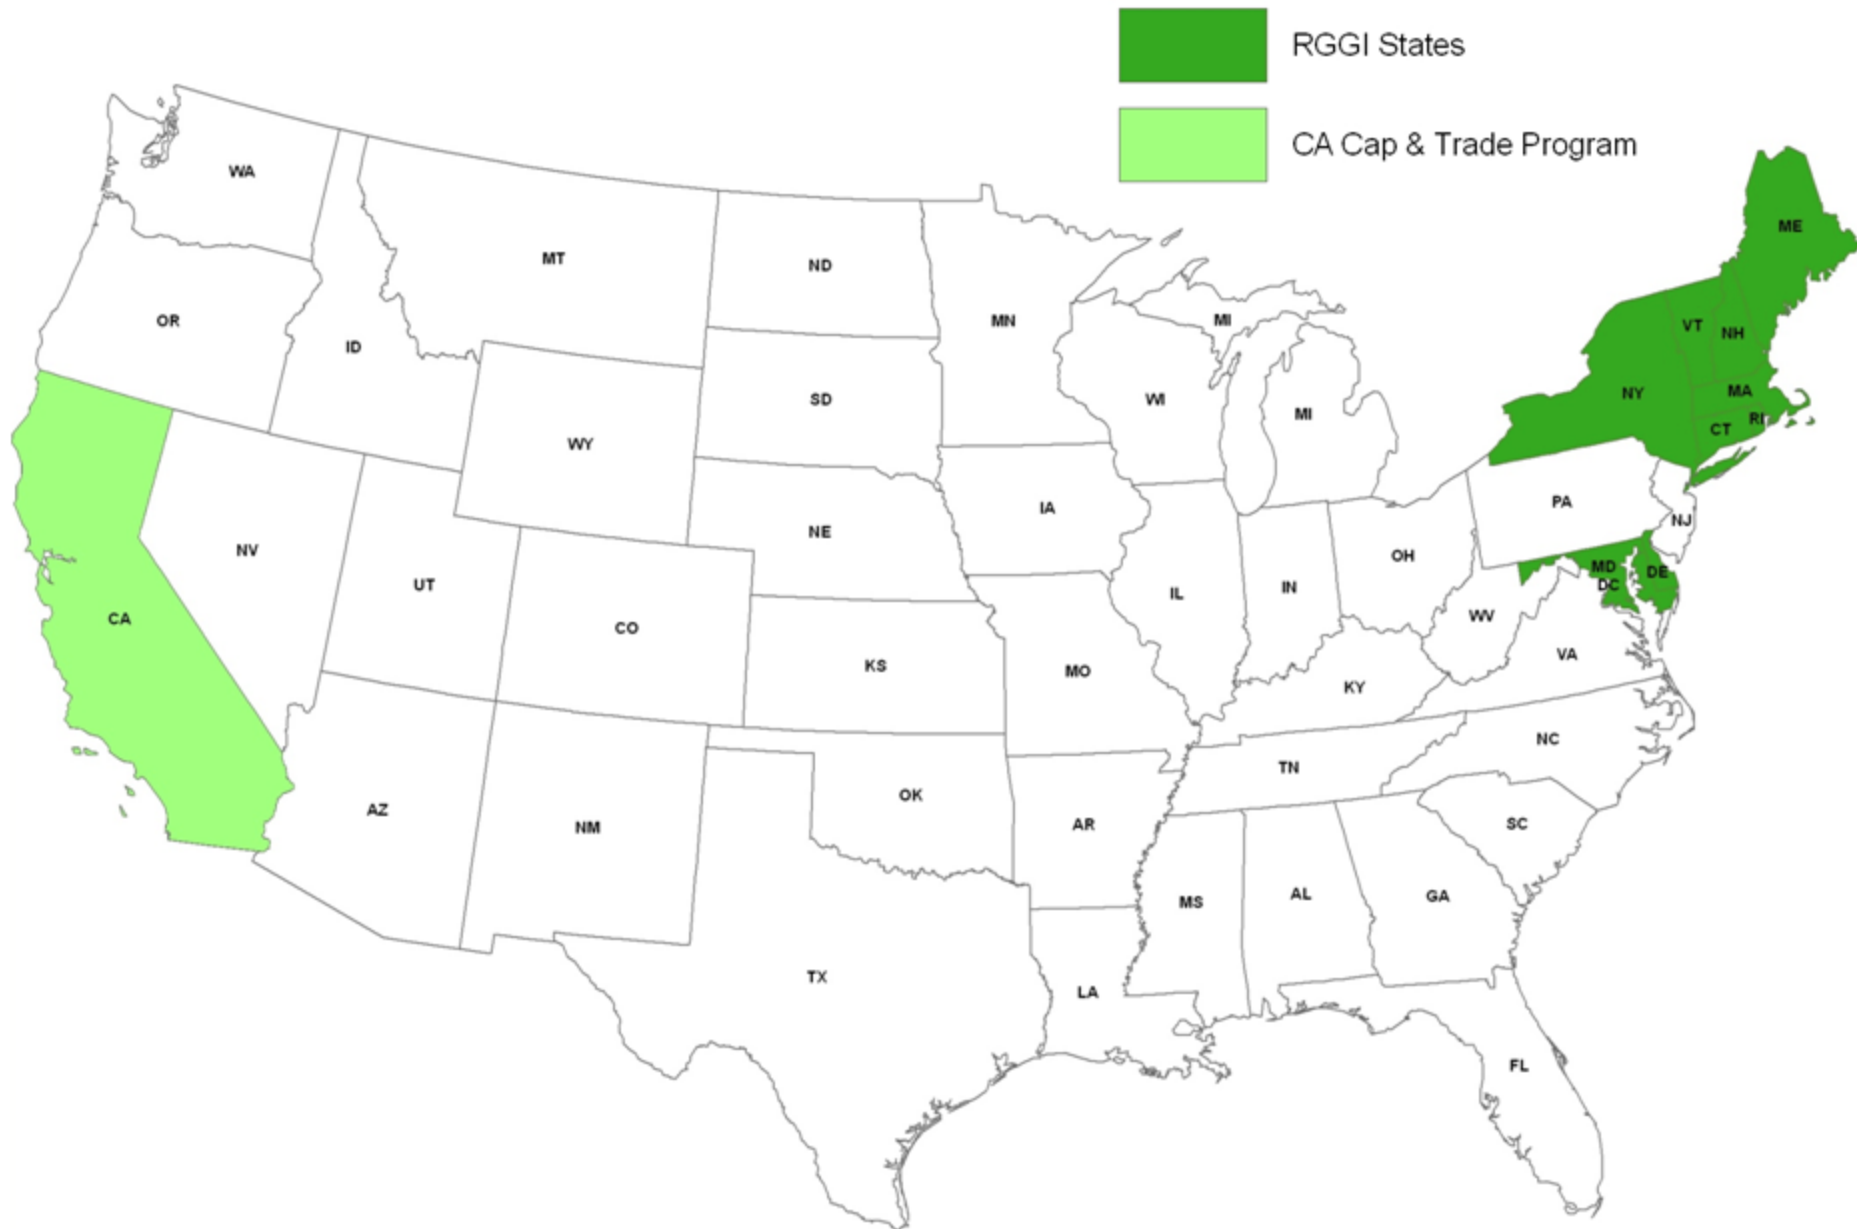 RGGI States
CA Cap & Trade Program
WA
ME
MT
ND
OR
MN
MI
VT
NH
ID
NY
MA
SD
WI
MI
RI
CT
WY
PA
IA
NJ
NE
NV
OH
MD
DE
UT
IN
DC
IL
CA
CO
WV
VA
KS
MO
KY
NC
TN
OK
AZ
NM
AR
SC
MS
AL
GA
TX
LA
FL